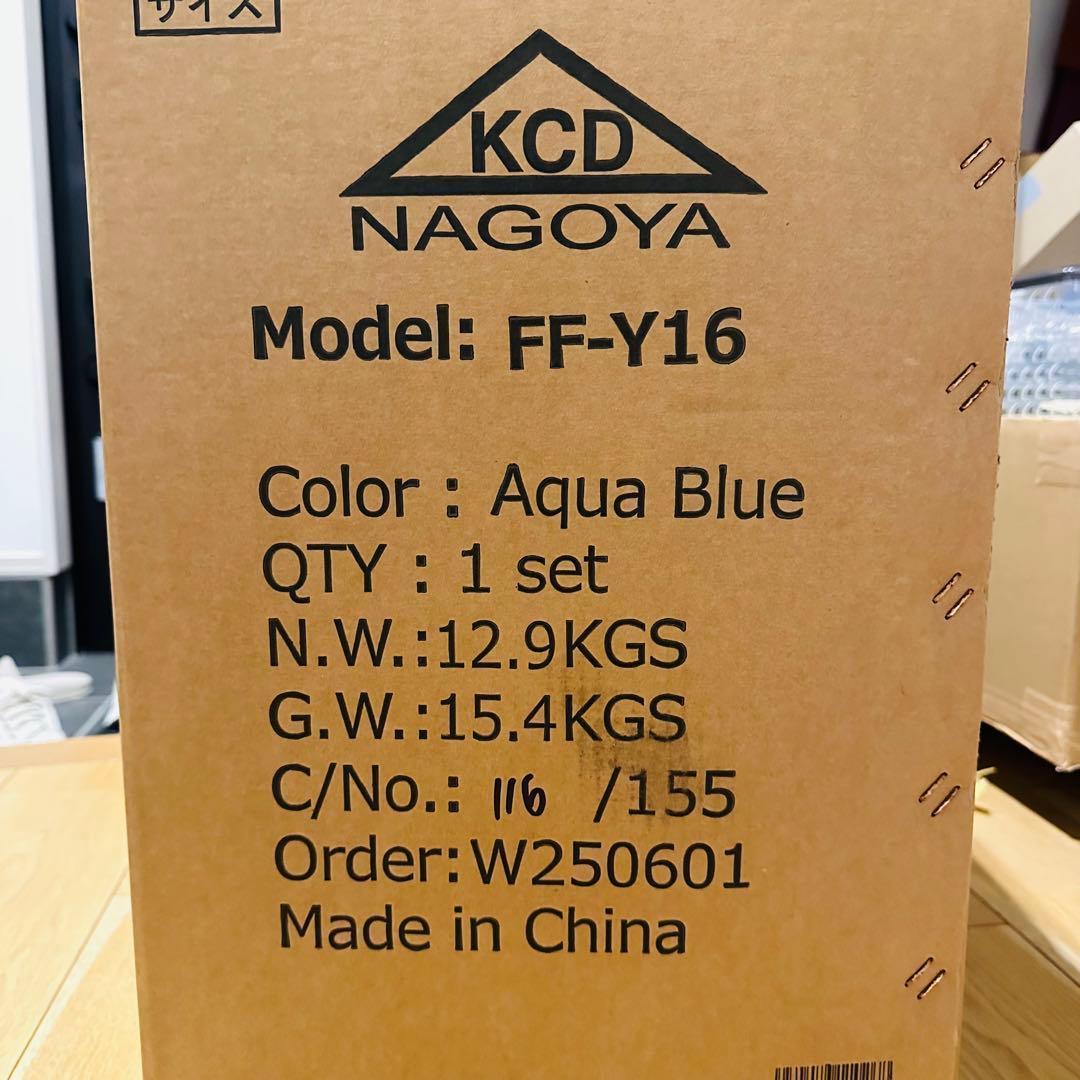 サイズ
KCD
NAGOYA
Model: FF-Y16
Color : Aqua Blue
QTY : 1 set
N.W.:12.9KGS
G.W.:15.4KGS
C/No.: 116 /155
Order:W250601
Made in China